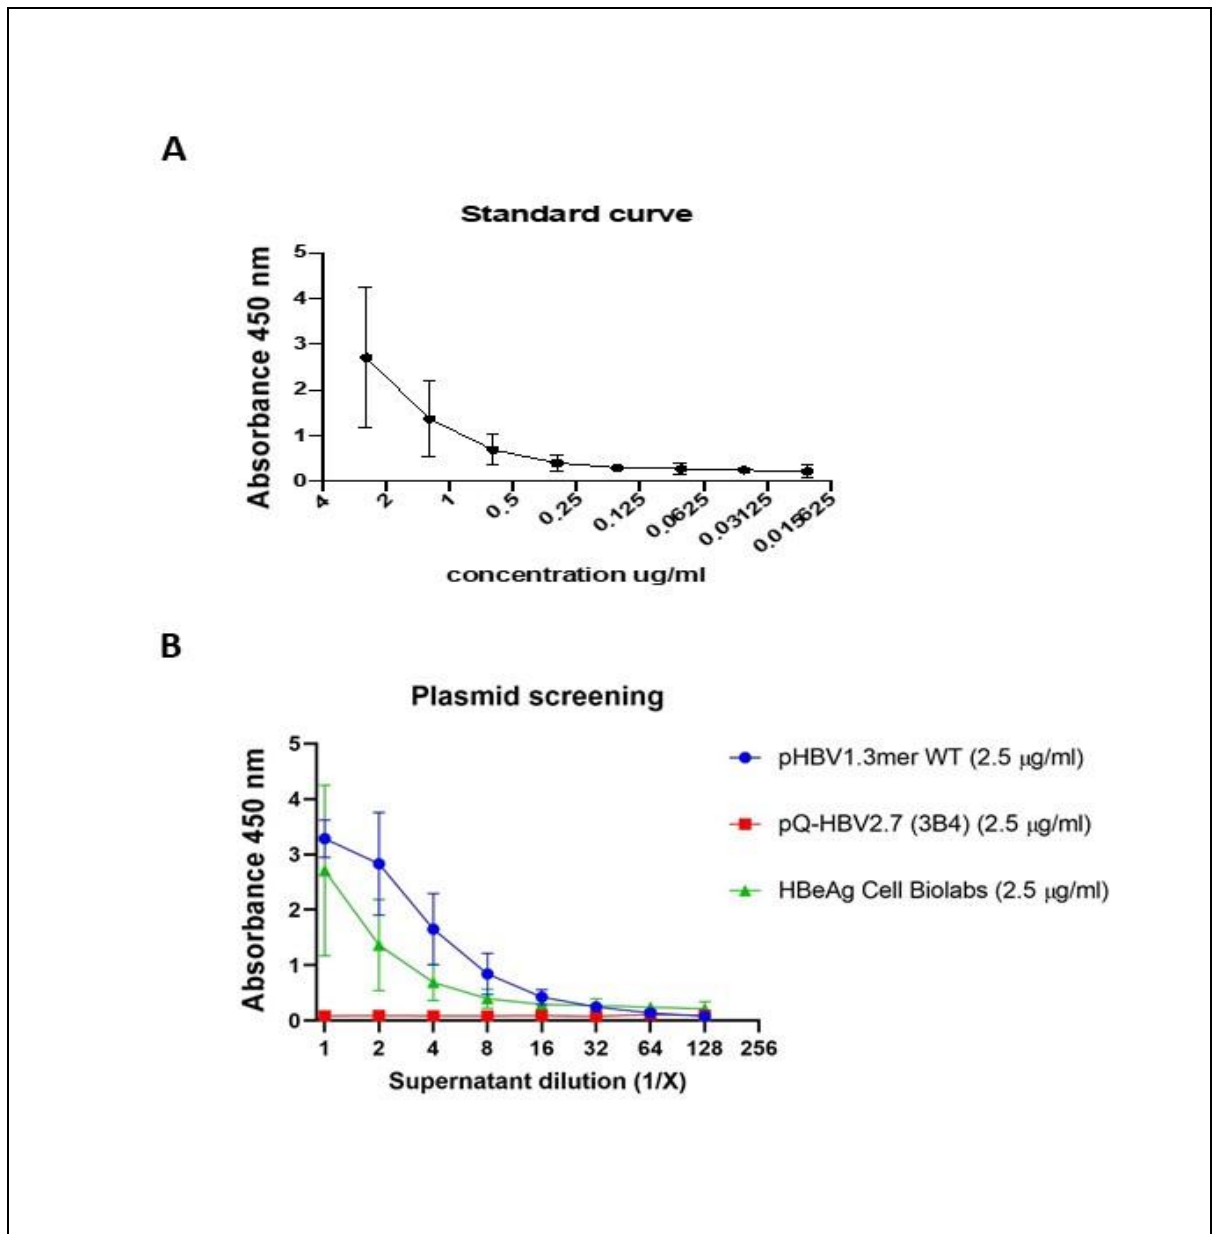 A
Standard curve
Absorbance 450 nm
5
4
3
2
1
0
4
2
1
0.5
0.25
0.125
0.0625
0.03125
0.015625
concentration ug/ml
B
Plasmid screening
Absorbance 450 nm
5
4
3
2
1
0
1
2
4
8
16
32
64
128
256
Supernatant dilution (1/X)
pHBV1.3mer WT (2.5 μg/ml)
pQ-HBV2.7 (3B4) (2.5 μg/ml)
HBeAg Cell Biolabs (2.5 μg/ml)